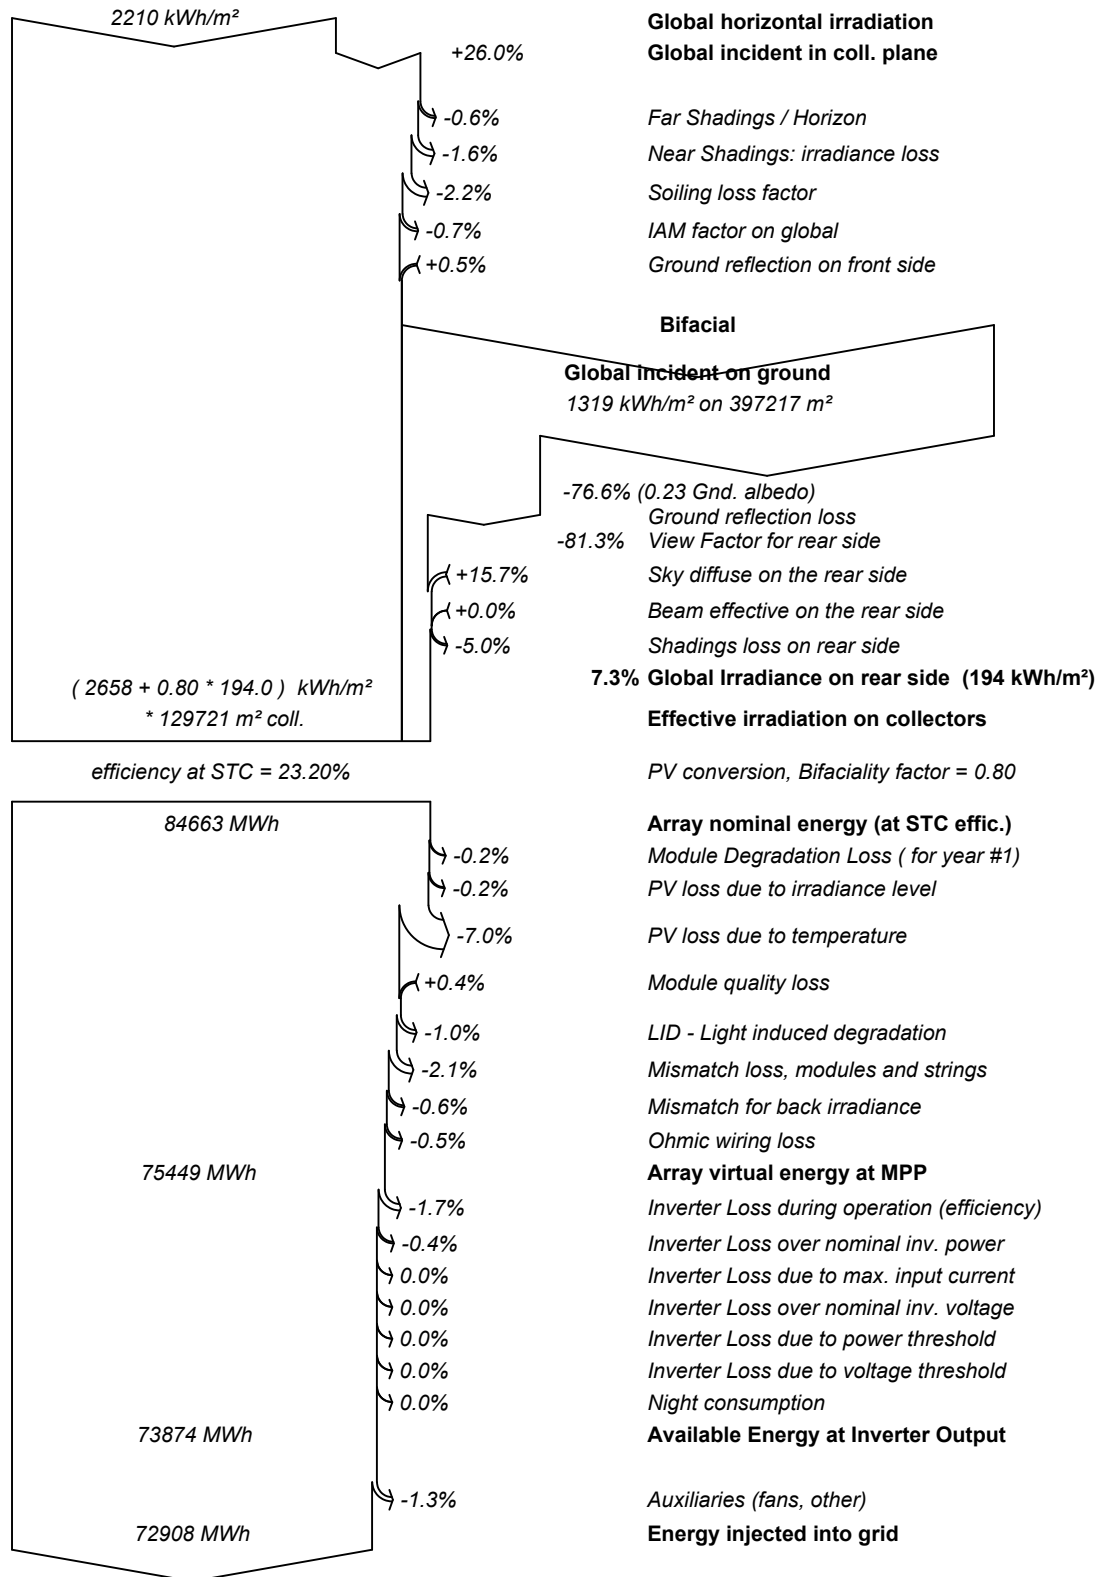 2210 kWh/m² Global horizontal irradiation
+26.0% Global incident in coll. plane
-0.6% Far Shadings / Horizon
-1.6% Near Shadings: irradiance loss
-2.2% Soiling loss factor
-0.7% IAM factor on global
+0.5% Ground reflection on front side
Bifacial
Global incident on ground
1319 kWh/m² on 397217 m²
-76.6% (0.23 Gnd. albedo)
Ground reflection loss
-81.3% View Factor for rear side
+15.7% Sky diffuse on the rear side
+0.0% Beam effective on the rear side
-5.0% Shadings loss on rear side
7.3% Global Irradiance on rear side (194 kWh/m²)
( 2658 + 0.80 * 194.0 ) kWh/m²
* 129721 m² coll. Effective irradiation on collectors
efficiency at STC = 23.20% PV conversion, Bifaciality factor = 0.80
84663 MWh Array nominal energy (at STC effic.)
-0.2% Module Degradation Loss ( for year #1)
-0.2% PV loss due to irradiance level
-7.0% PV loss due to temperature
+0.4% Module quality loss
-1.0% LID - Light induced degradation
-2.1% Mismatch loss, modules and strings
-0.6% Mismatch for back irradiance
-0.5% Ohmic wiring loss
75449 MWh Array virtual energy at MPP
-1.7% Inverter Loss during operation (efficiency)
-0.4% Inverter Loss over nominal inv. power
0.0% Inverter Loss due to max. input current
0.0% Inverter Loss over nominal inv. voltage
0.0% Inverter Loss due to power threshold
0.0% Inverter Loss due to voltage threshold
0.0% Night consumption
73874 MWh Available Energy at Inverter Output
-1.3% Auxiliaries (fans, other)
72908 MWh Energy injected into grid